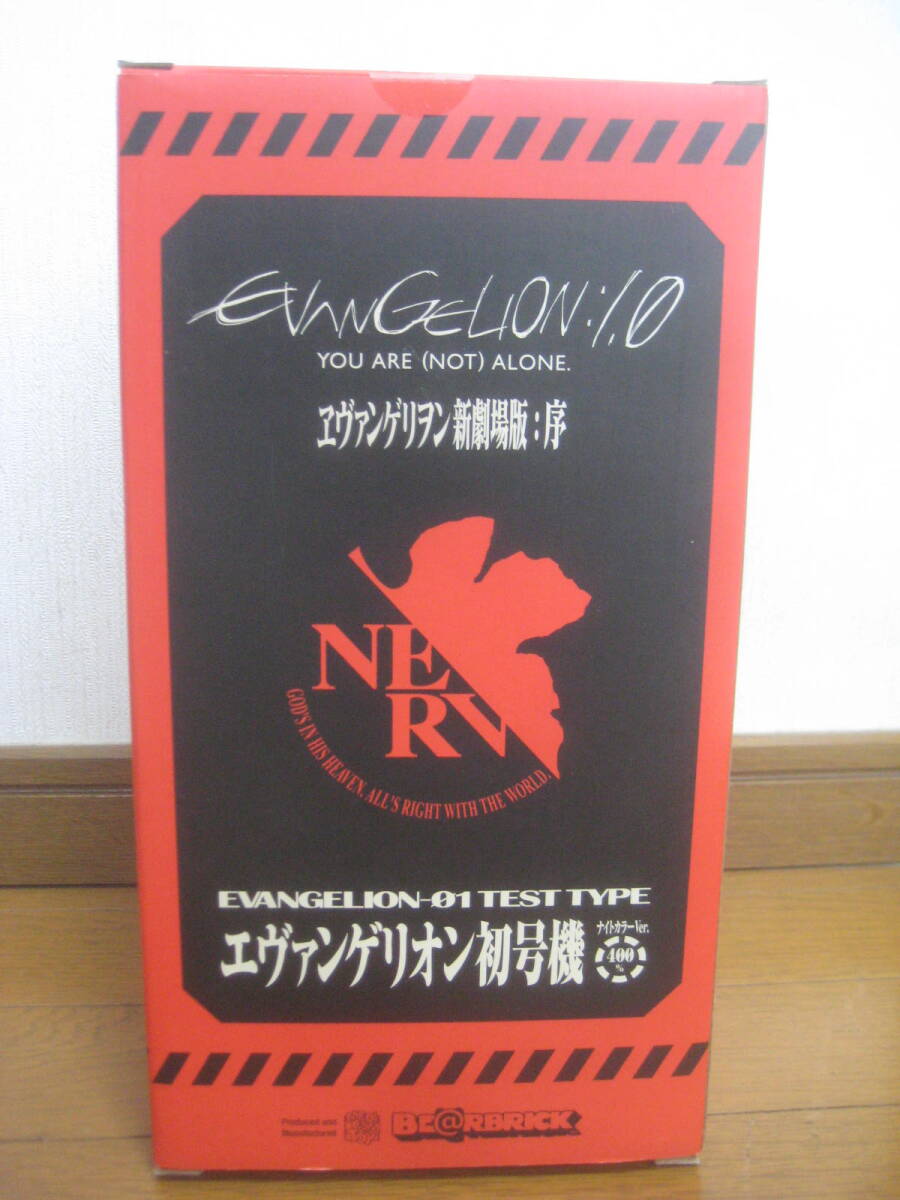 EVANGELION:1.0
YOU ARE (NOT) ALONE.
ヱヴァンゲリヲン新劇場版:序
NE
RV
GOD'S IN HIS HEAVEN, ALL'S RIGHT WITH THE WORLD.
EVANGELION-01 TEST TYPE
エヴァンゲリオン初号機
ナイトカラーVer.
400
%
Produced and
Manufactured
BE@RBRICK